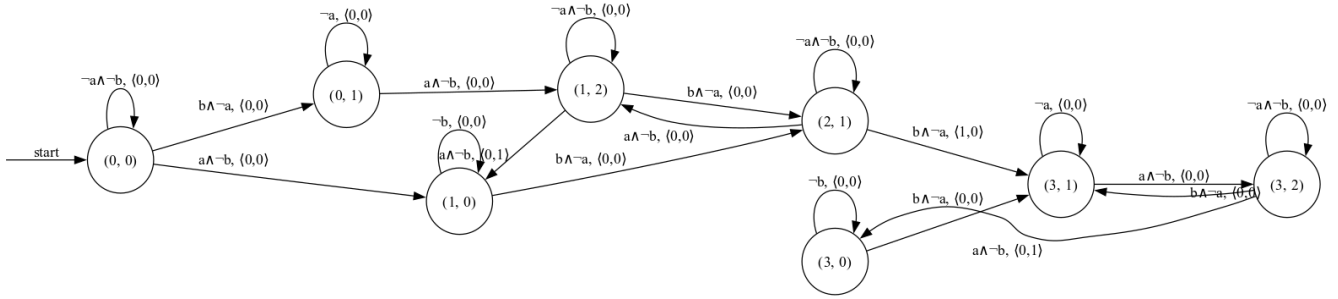 start
(0, 0)
¬a∧¬b, ⟨0,0⟩
b∧¬a, ⟨0,0⟩
a∧¬b, ⟨0,0⟩
(0, 1)
¬a, ⟨0,0⟩
a∧¬b, ⟨0,0⟩
(1, 2)
¬a∧¬b, ⟨0,0⟩
b∧¬a, ⟨0,0⟩
a∧¬b, ⟨0,1⟩
(1, 0)
¬b, ⟨0,0⟩
b∧¬a, ⟨0,0⟩
(2, 1)
¬a∧¬b, ⟨0,0⟩
a∧¬b, ⟨0,0⟩
b∧¬a, ⟨1,0⟩
(3, 0)
¬b, ⟨0,0⟩
b∧¬a, ⟨0,0⟩
(3, 1)
¬a, ⟨0,0⟩
a∧¬b, ⟨0,0⟩
(3, 2)
¬a∧¬b, ⟨0,0⟩
b∧¬a, ⟨0,0⟩
a∧¬b, ⟨0,1⟩